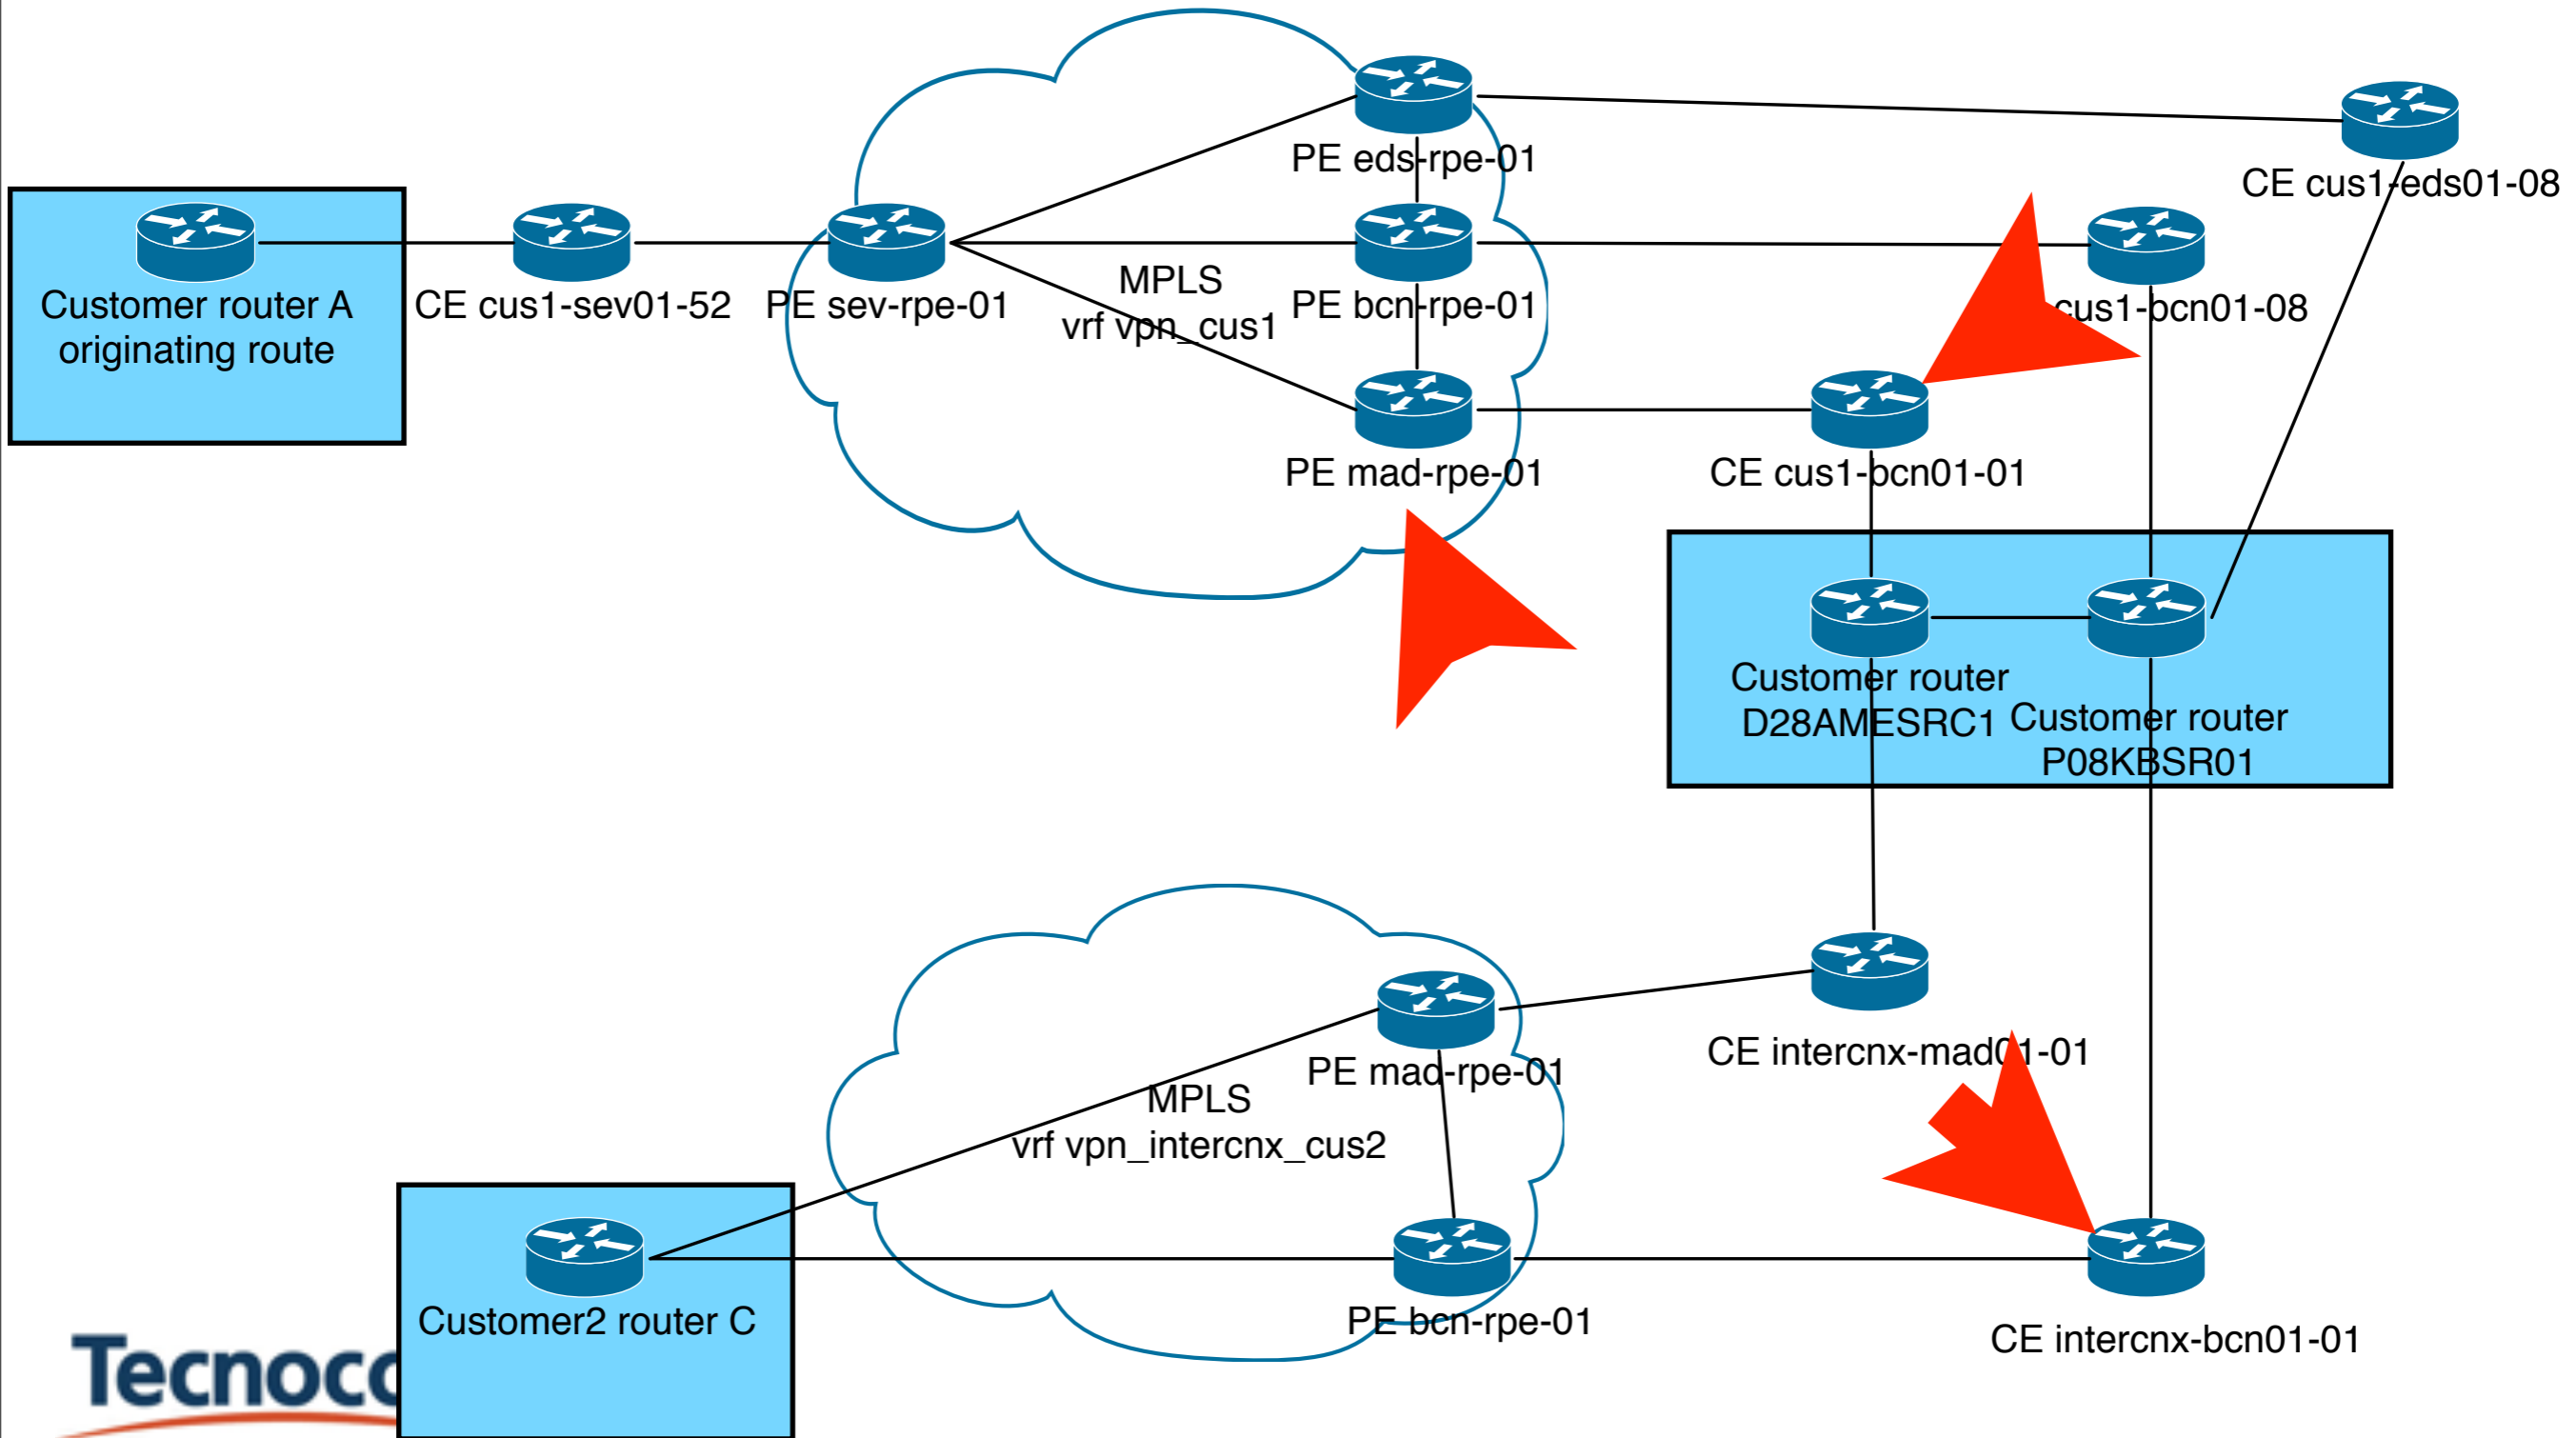 PE eds-rpe-01
CE cus1-eds01-08
Customer router A
originating route
CE cus1-sev01-52
PE sev-rpe-01
MPLS
vrf vpn_cus1
PE bcn-rpe-01
cus1-bcn01-08
PE mad-rpe-01
CE cus1-bcn01-01
Customer router
D28AMESRC1
Customer router
P08KBSR01
CE intercnx-mad01-01
PE mad-rpe-01
MPLS
vrf vpn_intercnx_cus2
Customer2 router C
PE bcn-rpe-01
CE intercnx-bcn01-01